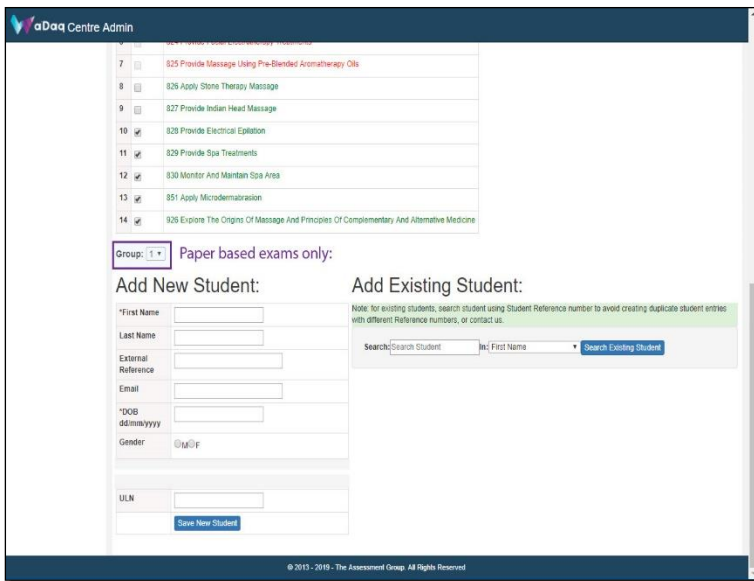 aDaq Centre Admin
7 825 Provide Massage Using Pre-Blended Aromatherapy Oils
8 826 Apply Stone Therapy Massage
9 827 Provide Indian Head Massage
10 828 Provide Electrical Epilation
11 829 Provide Spa Treatments
12 830 Monitor And Maintain Spa Area
13 851 Apply Microdermabrasion
14 926 Explore The Origins Of Massage And Principles Of Complementary And Alternative Medicine
Group: 1 Paper based exams only:
Add New Student:
*First Name
Last Name
External
Reference
Email
*DOB
dd/mm/yyyy
Gender M F
ULN
Save New Student
Add Existing Student:
Note: for existing students, search student using Student Reference number to avoid creating duplicate student entries
with different Reference numbers, or contact us.
Search: Search Student In: First Name Search Existing Student
© 2013 - 2019 - The Assessment Group. All Rights Reserved